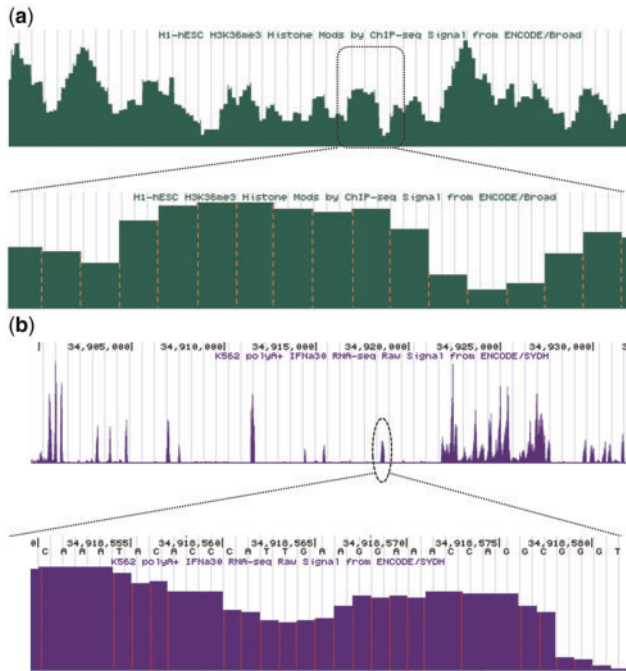 (a)
H1-hESC H3K36me3 Histone Mods by ChIP-seq Signal from ENCODE/Broad
H1-hESC H3K36me3 Histone Mods by ChIP-seq Signal from ENCODE/Broad
(b)
| 34,905,000| 34,910,000| 34,915,000| 34,920,000| 34,925,000| 34,930,000| 3
K562 polyA+ IFNa30 RNA-seq Raw Signal from ENCODE/SYDH
0| 34,918,555| 34,918,560| 34,918,565| 34,918,570| 34,918,575| 34,918,580|
C A A A T A C A C C C A T T G A A G G A A A C C A G G C G G G T
K562 polyA+ IFNa30 RNA-seq Raw Signal from ENCODE/SYDH